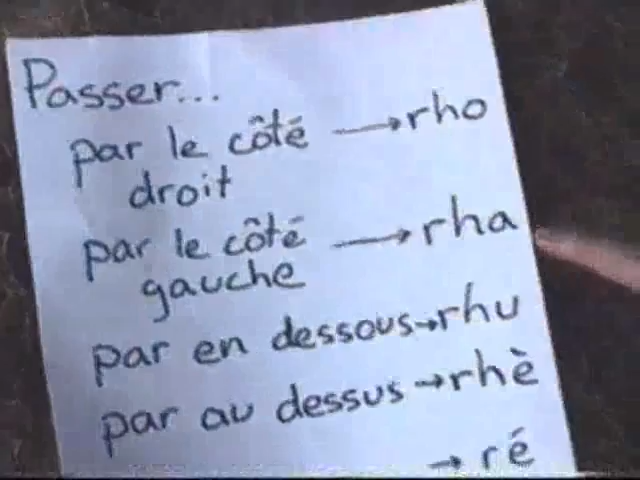 Passer...
par le côté → rho
droit
par le côté → rha
gauche
par en dessous → rhu
par au dessus → rhè
→ ré